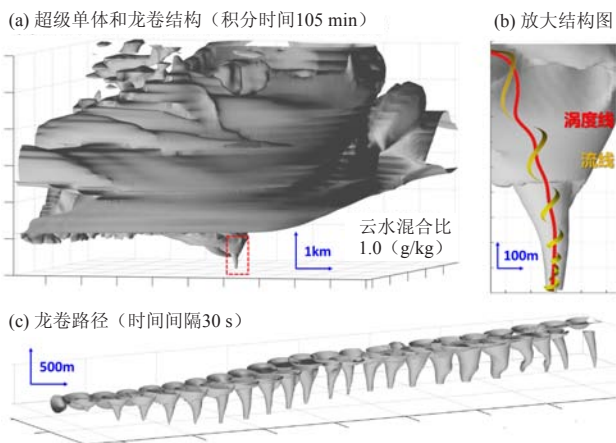 (a) 超级单体和龙卷结构（积分时间105 min）
(b) 放大结构图
涡度线
流线
云水混合比
1.0（g/kg）
1km
100m
(c) 龙卷路径（时间间隔30 s）
500m